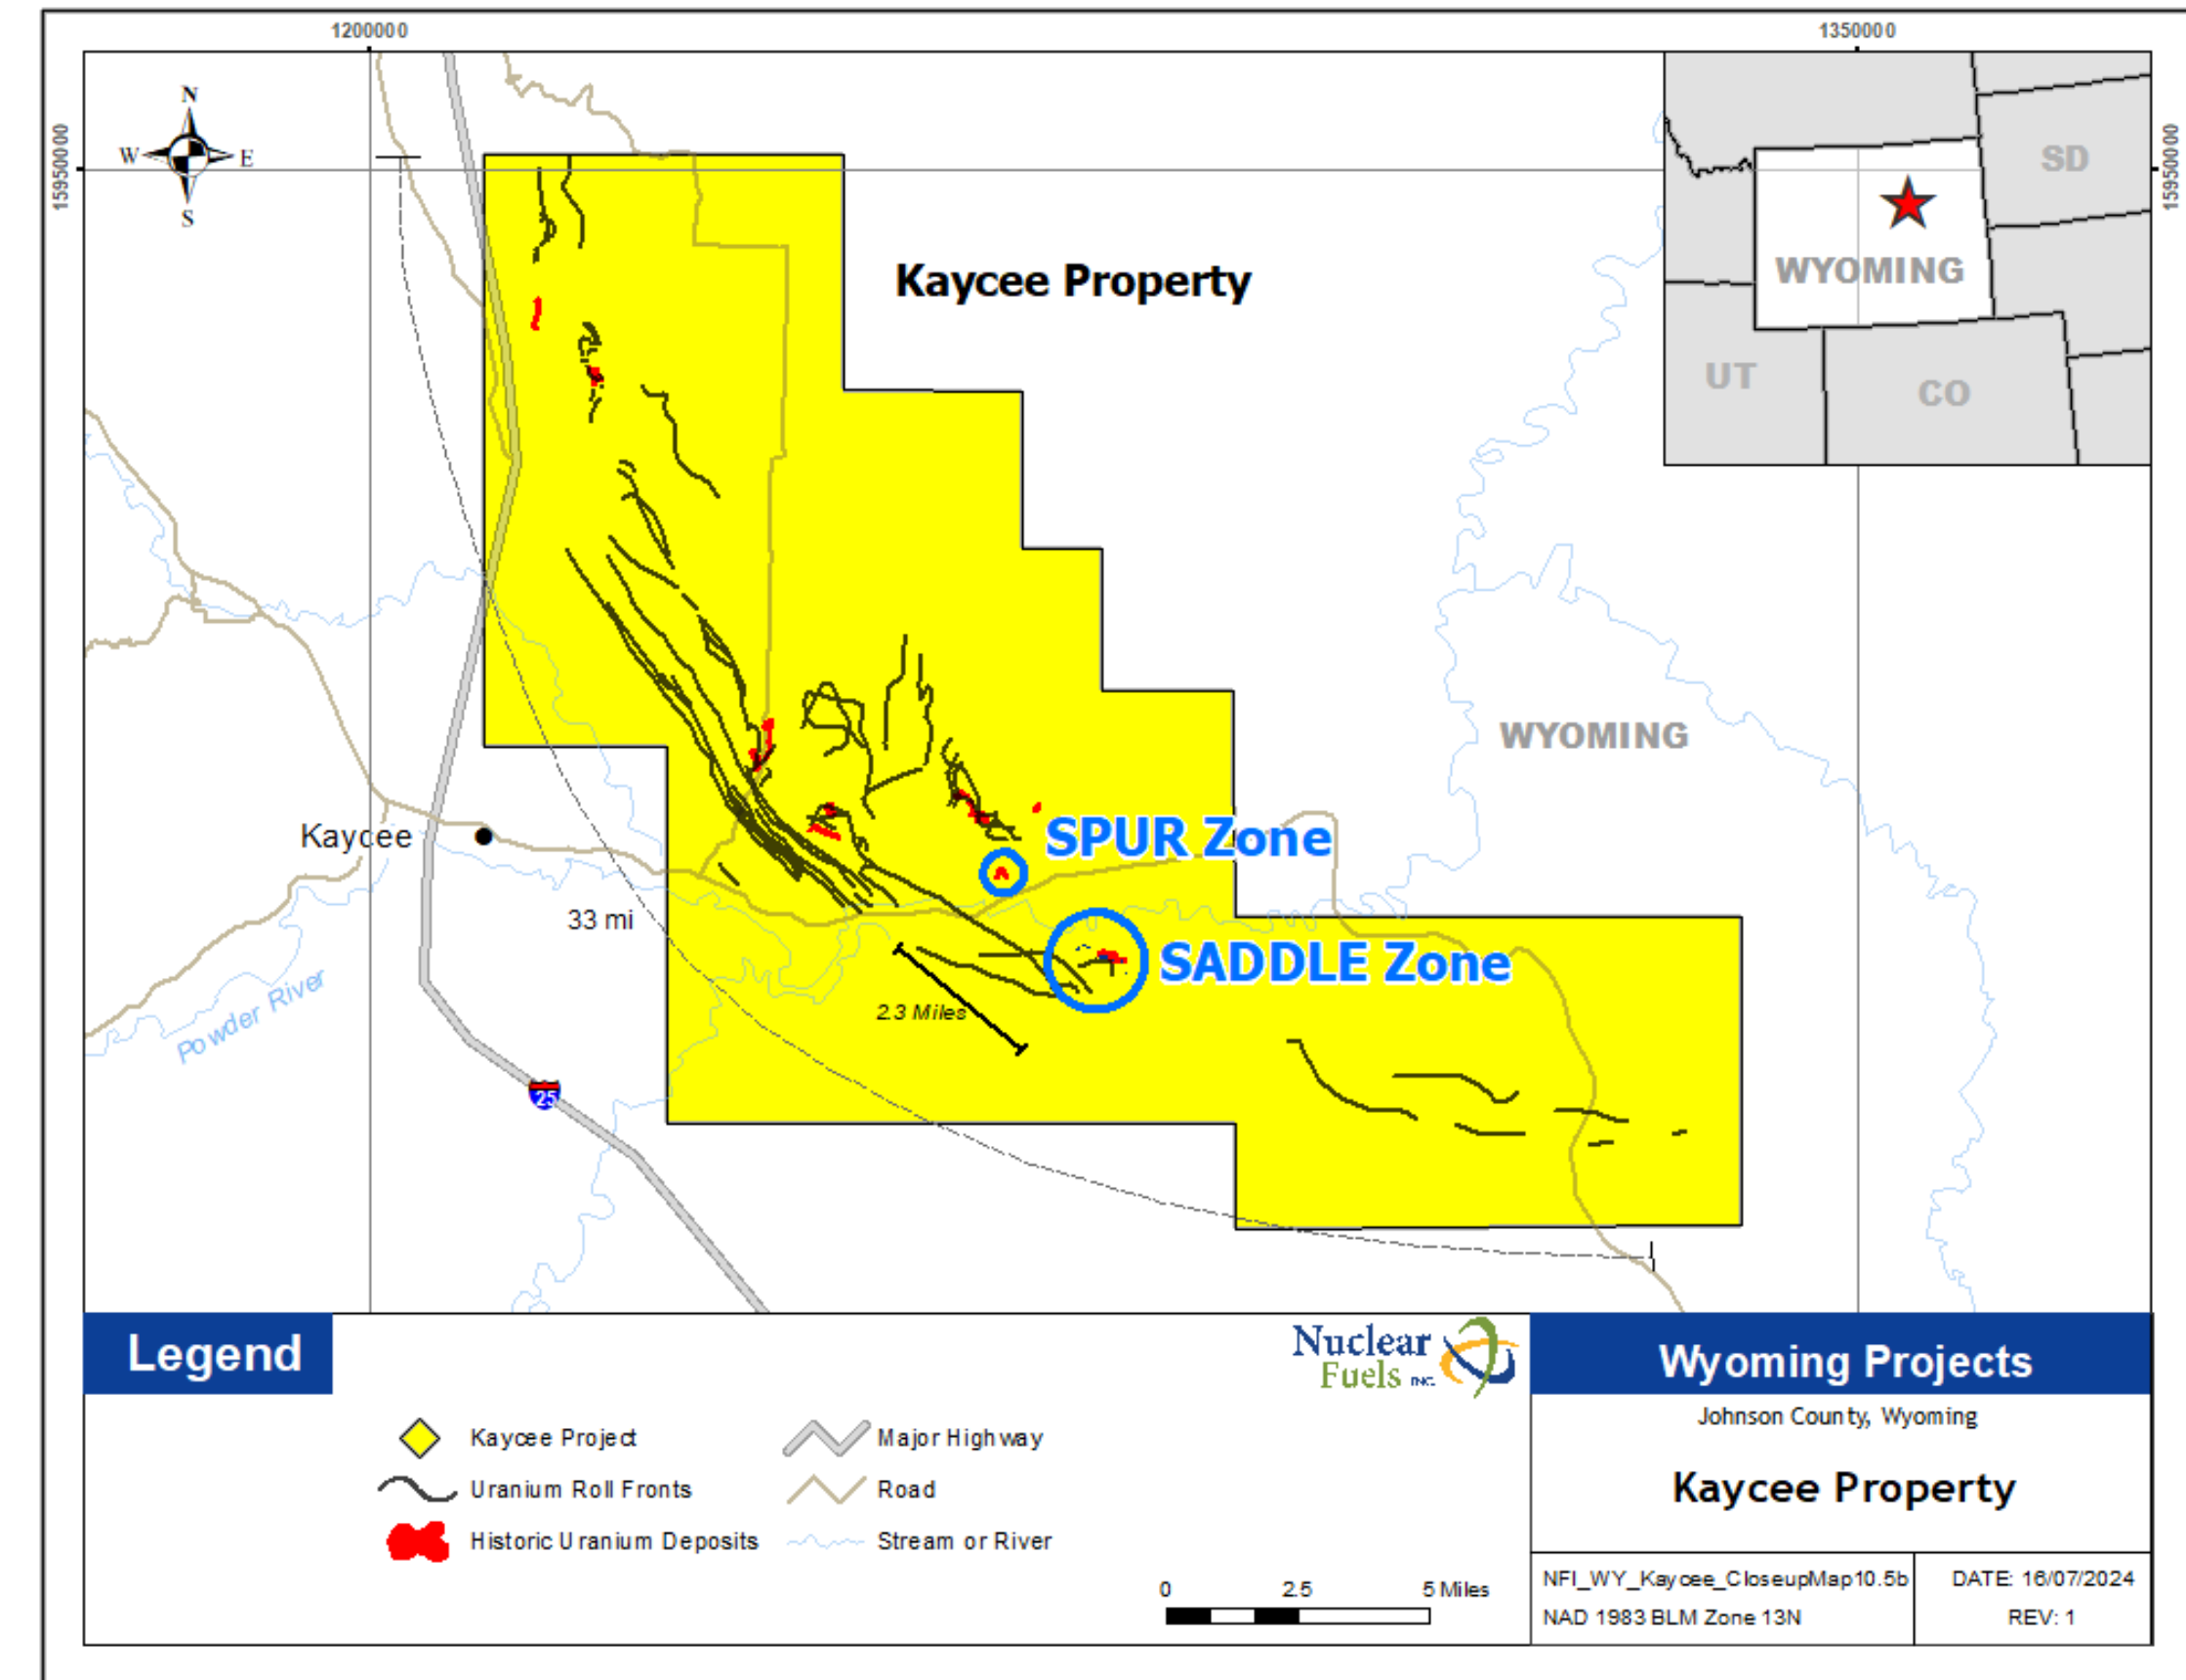 1200000
1350000
15950000
15950000
N
W
E
S
Kaycee Property
SD
WYOMING
UT
CO
WYOMING
SPUR Zone
Kaycee
33 mi
SADDLE Zone
2.3 Miles
Powder River
25
Legend
Nuclear
Fuels INC.
Wyoming Projects
Johnson County, Wyoming
Kaycee Property
Kaycee Project
Major Highway
Uranium Roll Fronts
Road
Historic Uranium Deposits
Stream or River
0 2.5 5 Miles
NFI_WY_Kaycee_CloseupMap10.5b
DATE: 16/07/2024
NAD 1983 BLM Zone 13N
REV: 1